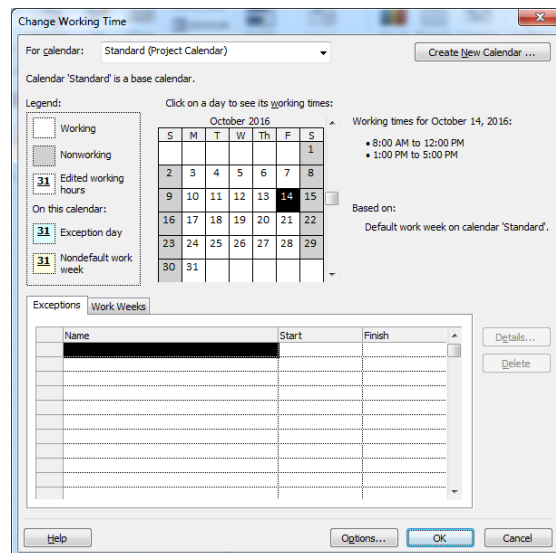 Change Working Time
For calendar: Standard (Project Calendar)
Create New Calendar ...
Calendar 'Standard' is a base calendar.
Legend:
Working
Nonworking
31 Edited working
hours
On this calendar:
31 Exception day
31 Nondefault work
week
Click on a day to see its working times:
October 2016
S M T W Th F S
1
2 3 4 5 6 7 8
9 10 11 12 13 14 15
16 17 18 19 20 21 22
23 24 25 26 27 28 29
30 31
Working times for October 14, 2016:
• 8:00 AM to 12:00 PM
• 1:00 PM to 5:00 PM
Based on:
Default work week on calendar 'Standard'.
Exceptions Work Weeks
Name Start Finish
Details...
Delete
Help Options... OK Cancel